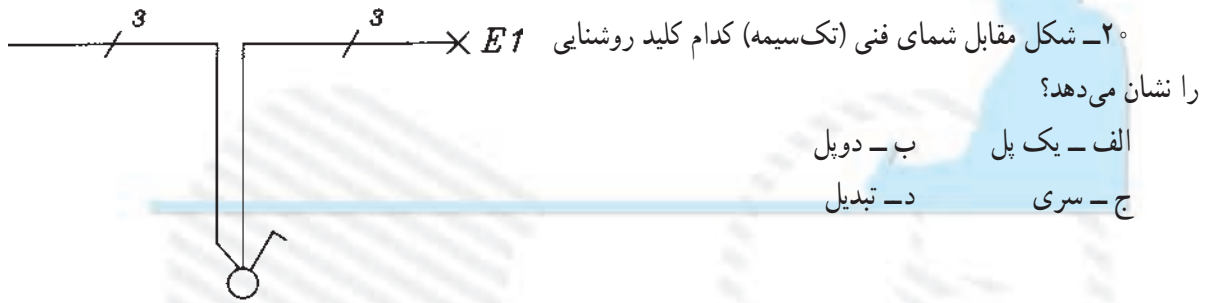 ۲۰ــ شکل مقابل شمای فنی (تک‌سیمه) کدام کلید روشنایی
را نشان می‌دهد؟
الف ــ یک پل ب ــ دوپل
ج ــ سری د ــ تبدیل
3 3
E1